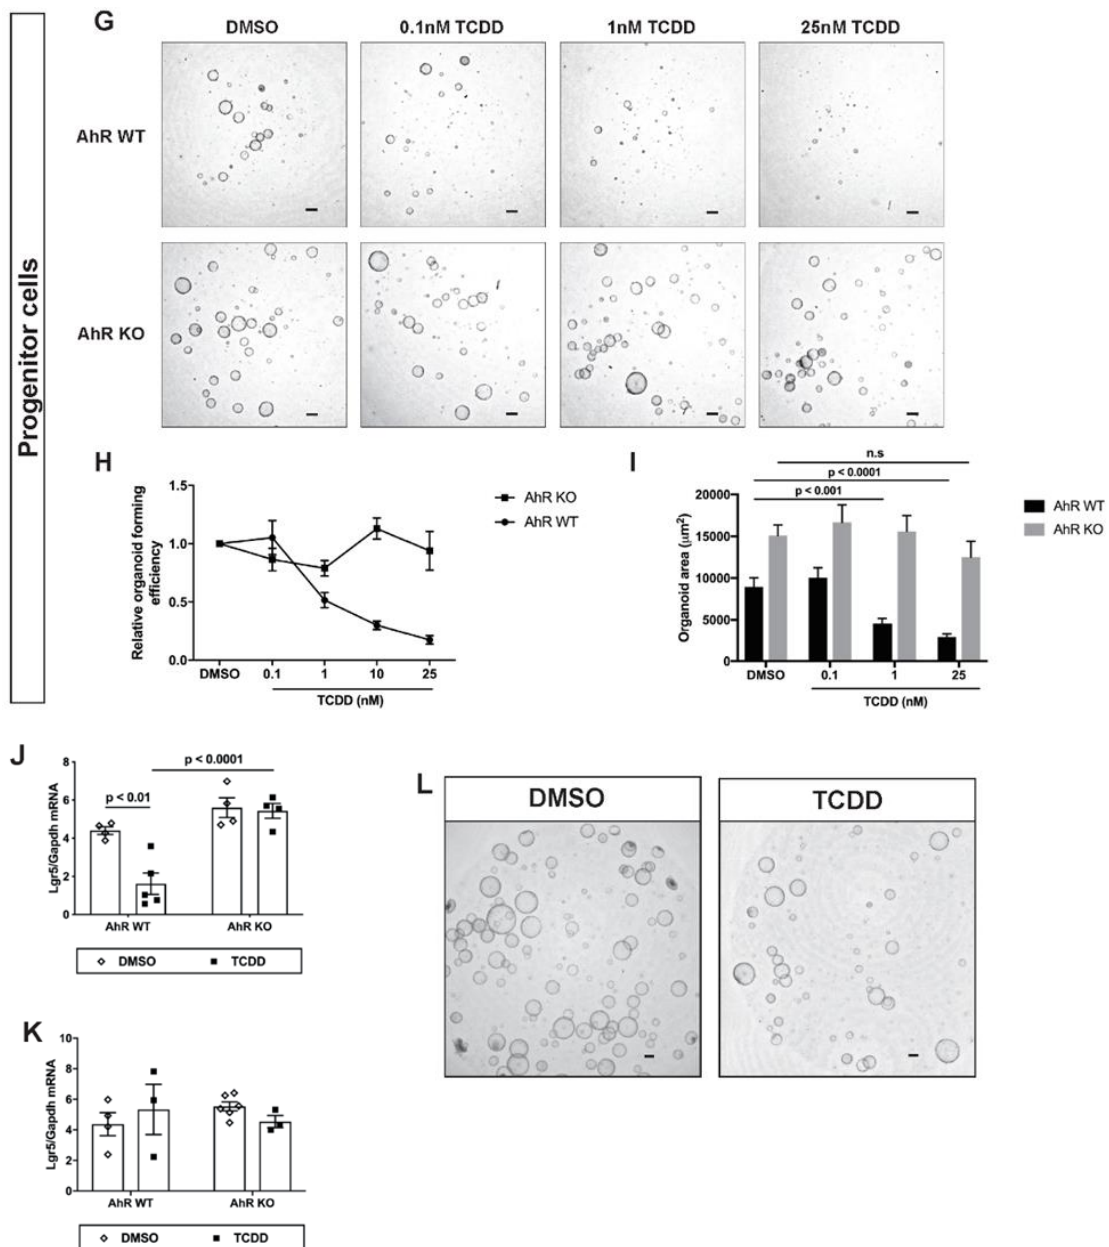 Progenitor cells
G
DMSO
0.1nM TCDD
1nM TCDD
25nM TCDD
AhR WT
AhR KO
H
Relative organoid forming
efficiency
1.5
1.0
0.5
0.0
DMSO
0.1
1
10
25
TCDD (nM)
AhR KO
AhR WT
I
n.s
p < 0.0001
p < 0.001
Organoid area (μm²)
20000
15000
10000
5000
0
DMSO
0.1
1
25
TCDD (nM)
AhR WT
AhR KO
J
p < 0.0001
p < 0.01
Lgr5/Gapdh mRNA
8
6
4
2
0
AhR WT
AhR KO
DMSO
TCDD
K
Lgr5/Gapdh mRNA
10
8
6
4
2
0
AhR WT
AhR KO
DMSO
TCDD
L
DMSO
TCDD